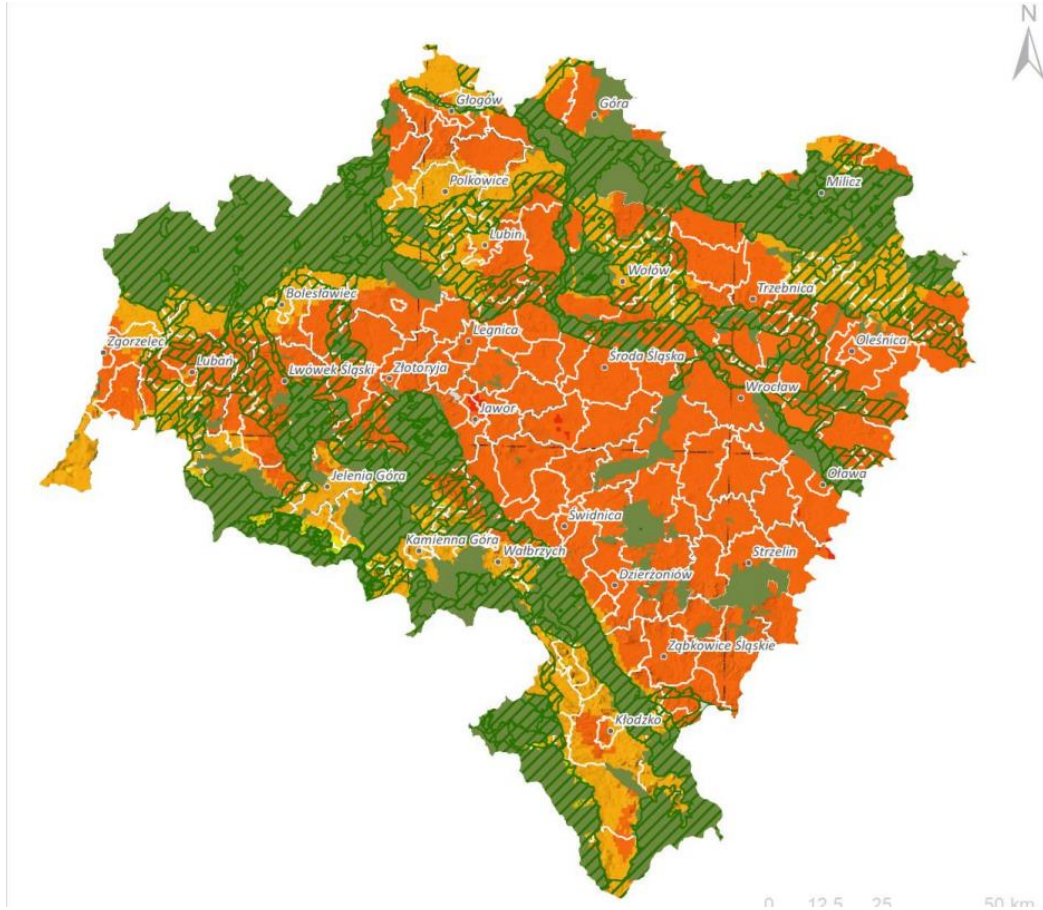 N
Głogów
Góra
Polkowice
Milicz
Lubin
Wołów
Bolesławiec
Trzebnica
Legnica
Zgorzelec
Środa Śląska
Oleśnica
Lubań
Lwówek Śląski
Złotoryja
Wrocław
Jawor
Jelenia Góra
Oława
Świdnica
Kamienna Góra
Wałbrzych
Strzelin
Dzierżoniów
Ząbkowice Śląskie
Kłodzko
0 12,5 25 50 km